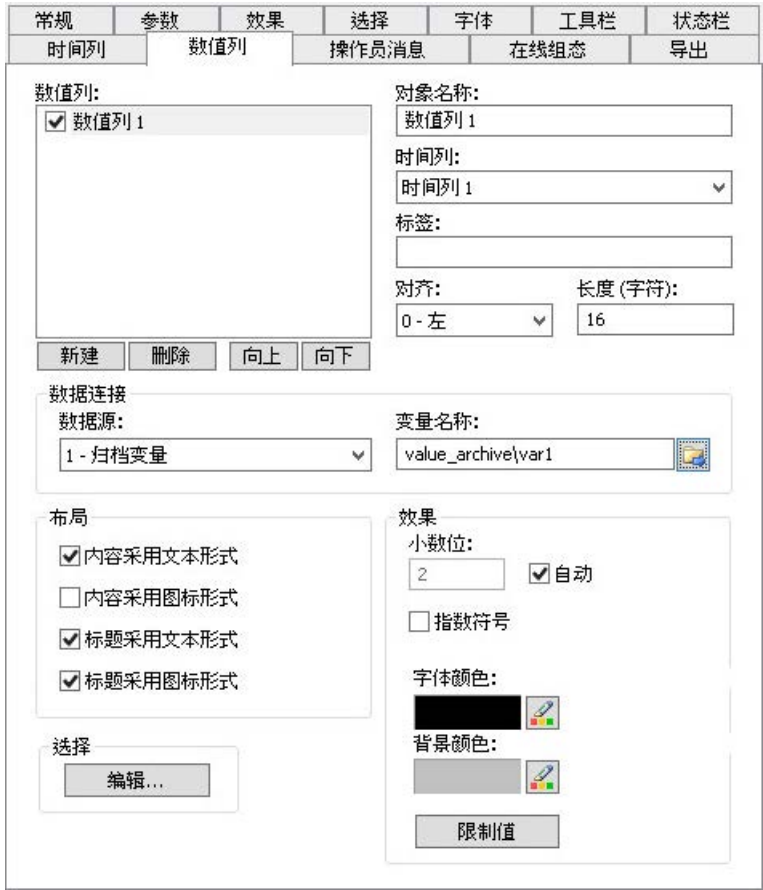 常规 参数 效果 选择 字体 工具栏 状态栏
时间列 数值列 操作员消息 在线组态 导出
数值列:
数值列 1
新建 删除 向上 向下
对象名称:
数值列 1
时间列:
时间列 1
标签:
对齐: 长度 (字符):
0 - 左 16
数据连接
数据源: 变量名称:
1 - 归档变量 value_archive\var1
布局
内容采用文本形式
内容采用图标形式
标题采用文本形式
标题采用图标形式
选择
编辑...
效果
小数位:
2 自动
指数符号
字体颜色:
背景颜色:
限制值